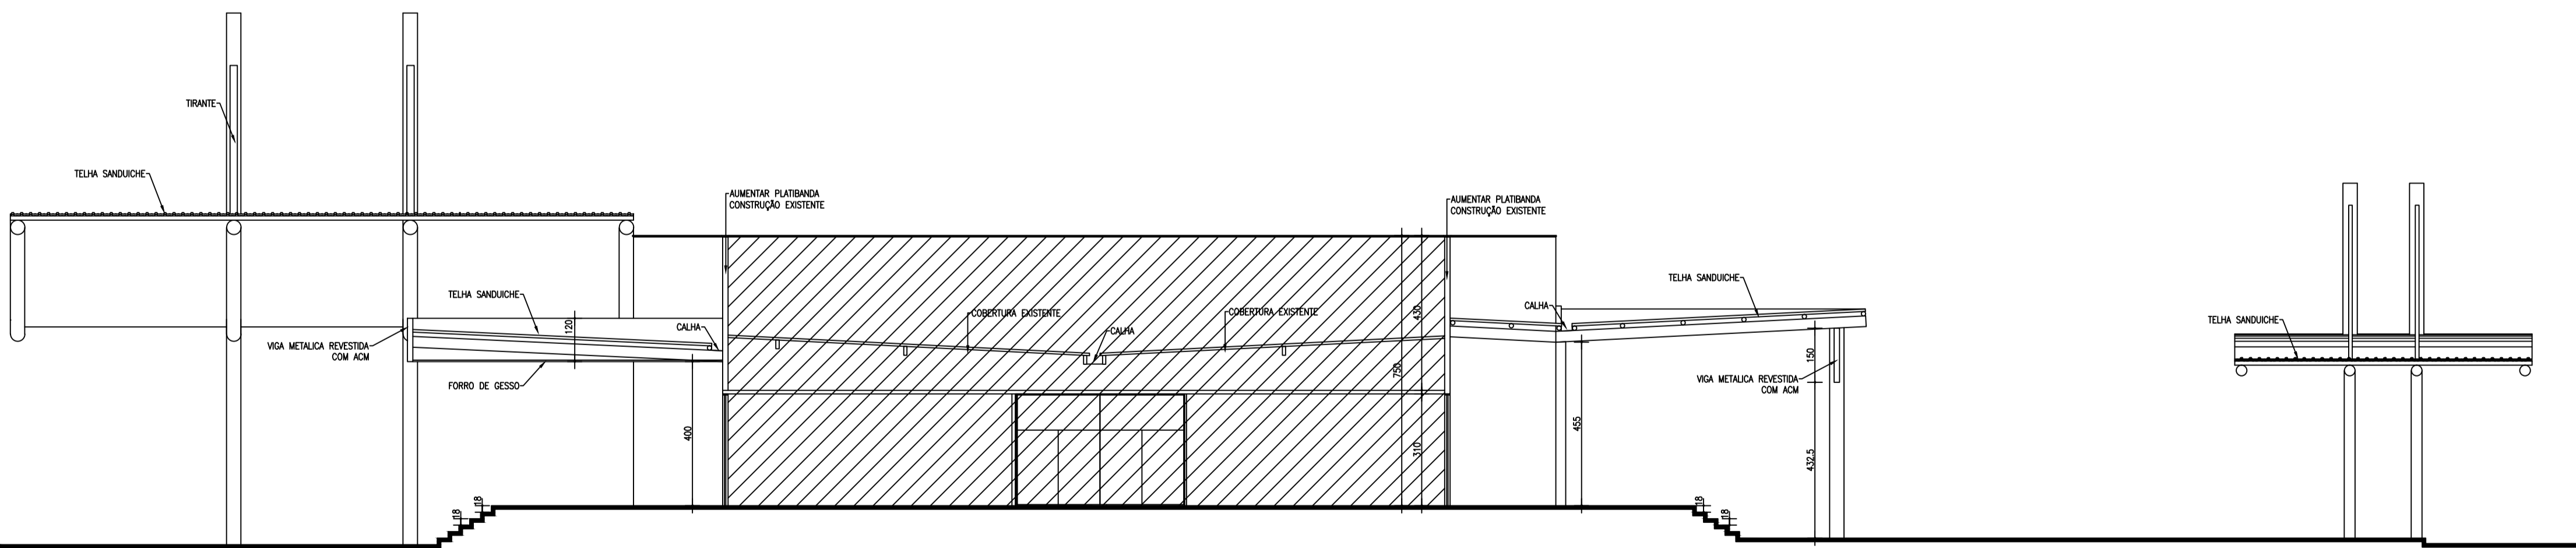 TIRANTE
TELHA SANDUICHE
AUMENTAR PLATIBANDA
CONSTRUÇÃO EXISTENTE
AUMENTAR PLATIBANDA
CONSTRUÇÃO EXISTENTE
TELHA SANDUICHE
TELHA SANDUICHE
120
CALHA
COBERTURA EXISTENTE
CALHA
COBERTURA EXISTENTE
430
CALHA
TELHA SANDUICHE
VIGA METALICA REVESTIDA
COM ACM
FORRO DE GESSO
750
150
VIGA METALICA REVESTIDA
COM ACM
400
310
455
432.5
18
18
18
18